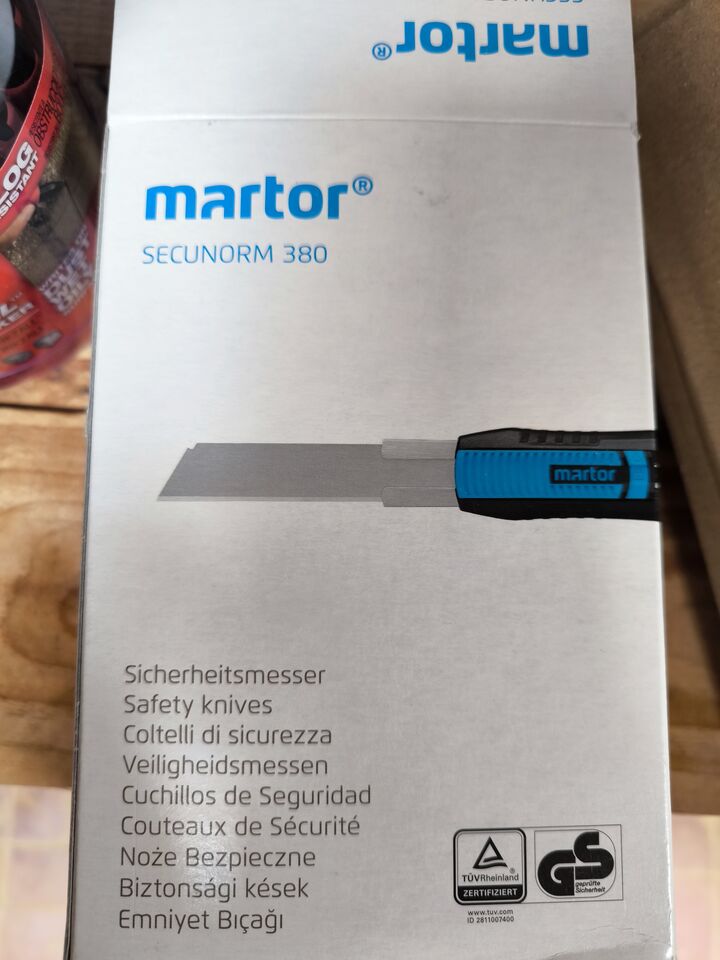 martor®
martor®
SECUNORM 380
martor
Sicherheitsmesser
Safety knives
Coltelli di sicurezza
Veiligheidsmessen
Cuchillos de Seguridad
Couteaux de Sécurité
Noże Bezpieczne
Biztonsági kések
Emniyet Bıçağı
TÜVRheinland
ZERTIFIZIERT
www.tuv.com
ID 2811007400
GS
geprüfte
Sicherheit